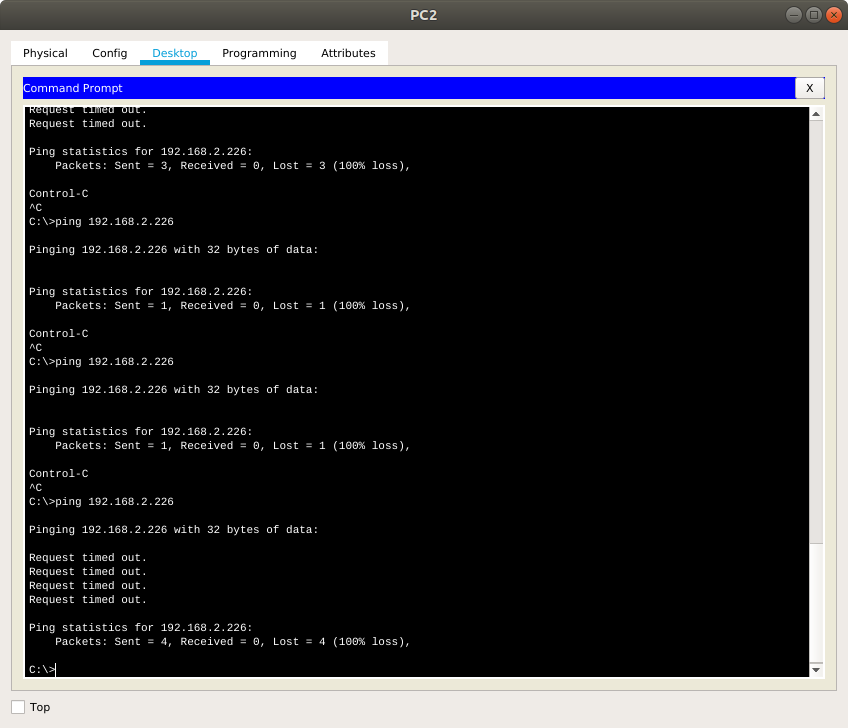 PC2
Physical Config Desktop Programming Attributes
Command Prompt X
Request timed out.
Request timed out.
Ping statistics for 192.168.2.226:
    Packets: Sent = 3, Received = 0, Lost = 3 (100% loss),
Control-C
^C
C:\>ping 192.168.2.226
Pinging 192.168.2.226 with 32 bytes of data:
Ping statistics for 192.168.2.226:
    Packets: Sent = 1, Received = 0, Lost = 1 (100% loss),
Control-C
^C
C:\>ping 192.168.2.226
Pinging 192.168.2.226 with 32 bytes of data:
Ping statistics for 192.168.2.226:
    Packets: Sent = 1, Received = 0, Lost = 1 (100% loss),
Control-C
^C
C:\>ping 192.168.2.226
Pinging 192.168.2.226 with 32 bytes of data:
Request timed out.
Request timed out.
Request timed out.
Request timed out.
Ping statistics for 192.168.2.226:
    Packets: Sent = 4, Received = 0, Lost = 4 (100% loss),
C:\>
Top